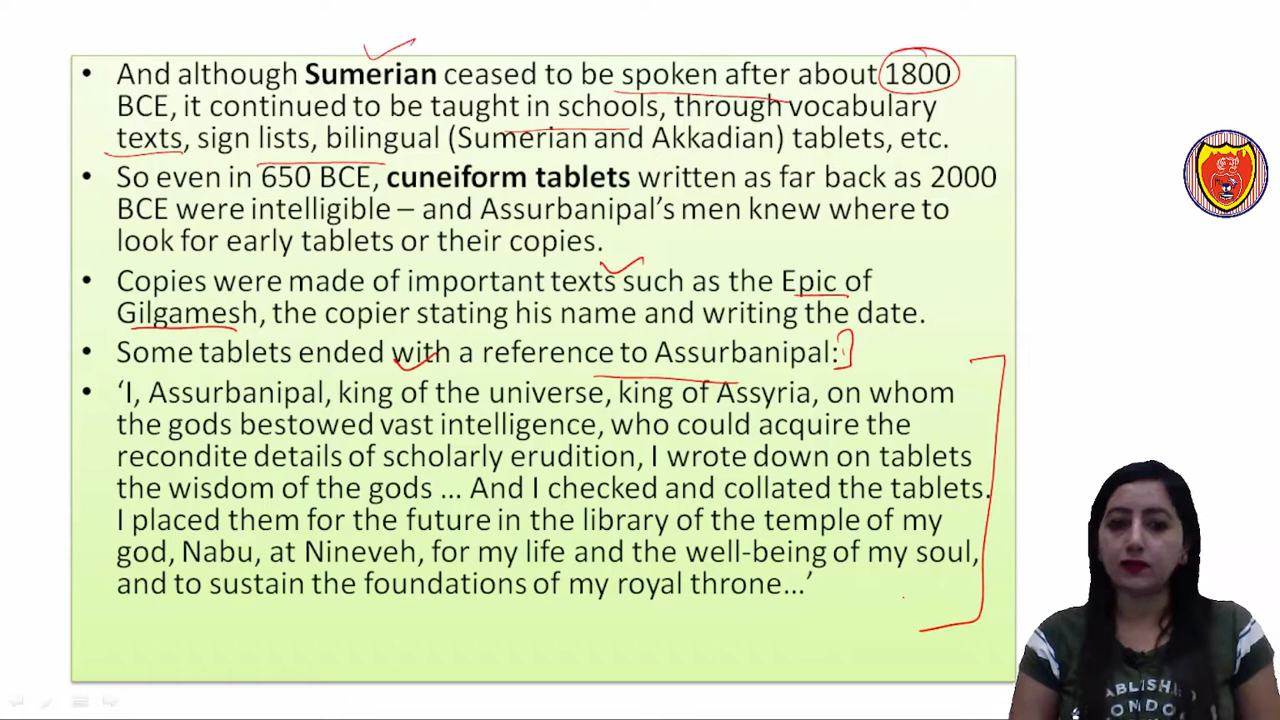 • And although Sumerian ceased to be spoken after about 1800
BCE, it continued to be taught in schools, through vocabulary
texts, sign lists, bilingual (Sumerian and Akkadian) tablets, etc.
• So even in 650 BCE, cuneiform tablets written as far back as 2000
BCE were intelligible – and Assurbanipal's men knew where to
look for early tablets or their copies.
• Copies were made of important texts such as the Epic of
Gilgamesh, the copier stating his name and writing the date.
• Some tablets ended with a reference to Assurbanipal:
• ‘I, Assurbanipal, king of the universe, king of Assyria, on whom
the gods bestowed vast intelligence, who could acquire the
recondite details of scholarly erudition, I wrote down on tablets
the wisdom of the gods … And I checked and collated the tablets.
I placed them for the future in the library of the temple of my
god, Nabu, at Nineveh, for my life and the well-being of my soul,
and to sustain the foundations of my royal throne…’